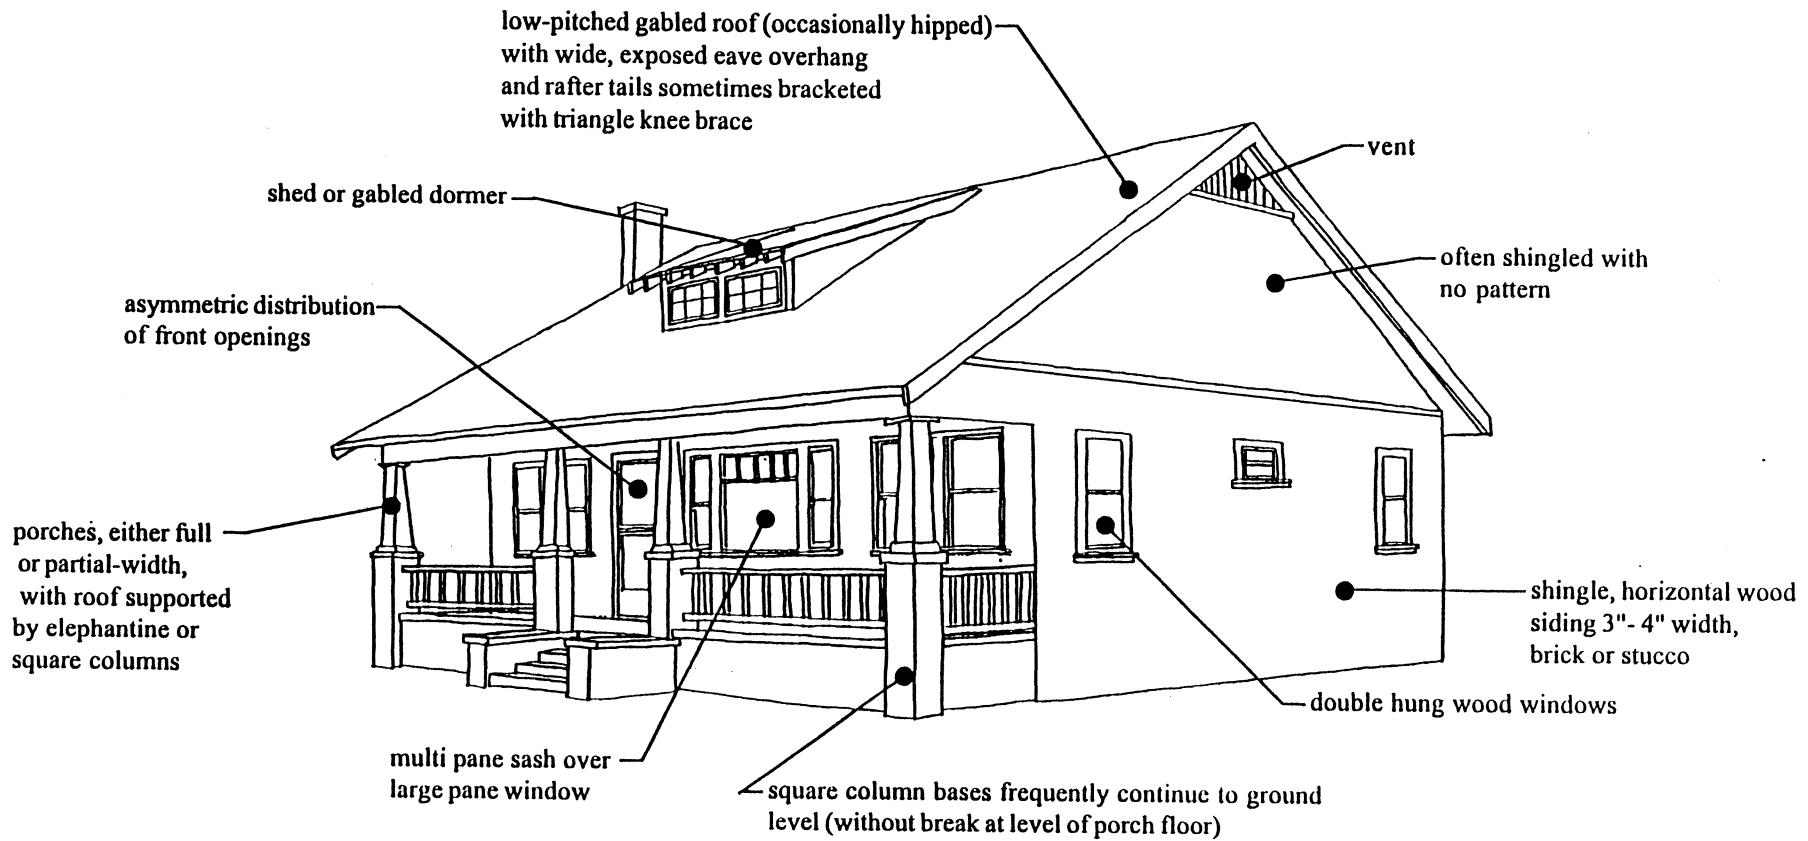 low-pitched gabled roof (occasionally hipped)
with wide, exposed eave overhang
and rafter tails sometimes bracketed
with triangle knee brace
vent
shed or gabled dormer
often shingled with
no pattern
asymmetric distribution
of front openings
porches, either full
or partial-width,
with roof supported
by elephantine or
square columns
shingle, horizontal wood
siding 3"- 4" width,
brick or stucco
double hung wood windows
multi pane sash over
large pane window
square column bases frequently continue to ground
level (without break at level of porch floor)